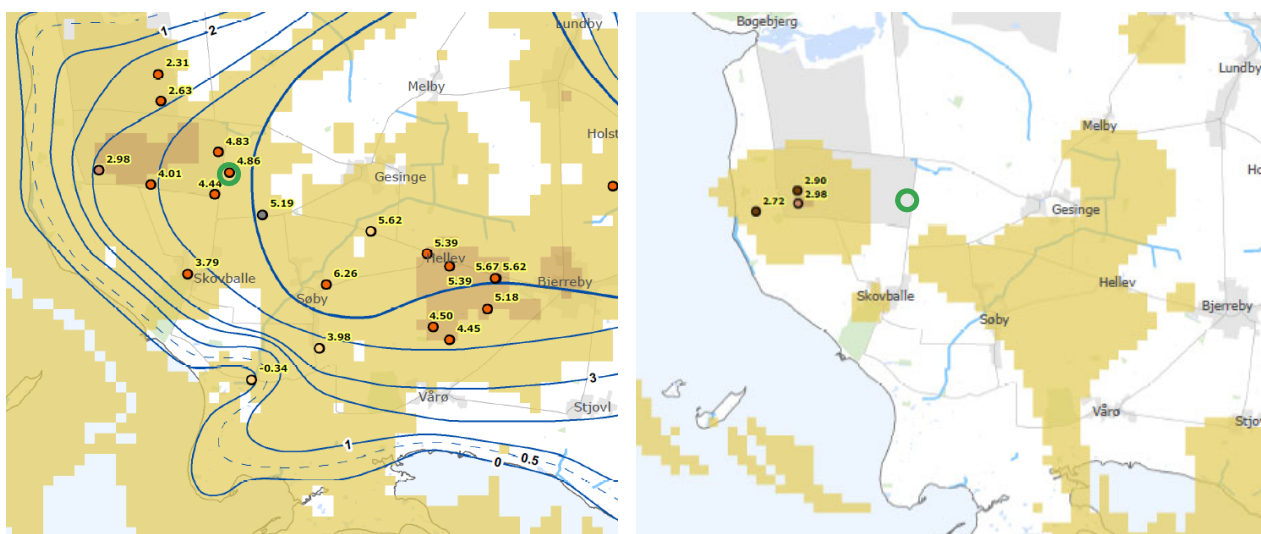 Lundby
1
2
2.31
Melby
2.63
Holst
4.83
4.86
2.98
Gesinge
4.01
4.44
5.19
5.62
5.39
Hellev
3.79
Skovballe
6.26
5.39
5.67
5.62
Bjerreby
Søby
5.18
4.50
4.45
3.98
-0.34
3
Vårø
Stjovl
1
0
0.5
Bøgebjerg
Lundby
Melby
Ho
2.90
2.98
2.72
Gesinge
Skovballe
Hellev
Bjerreby
Søby
Vårø
Stjov